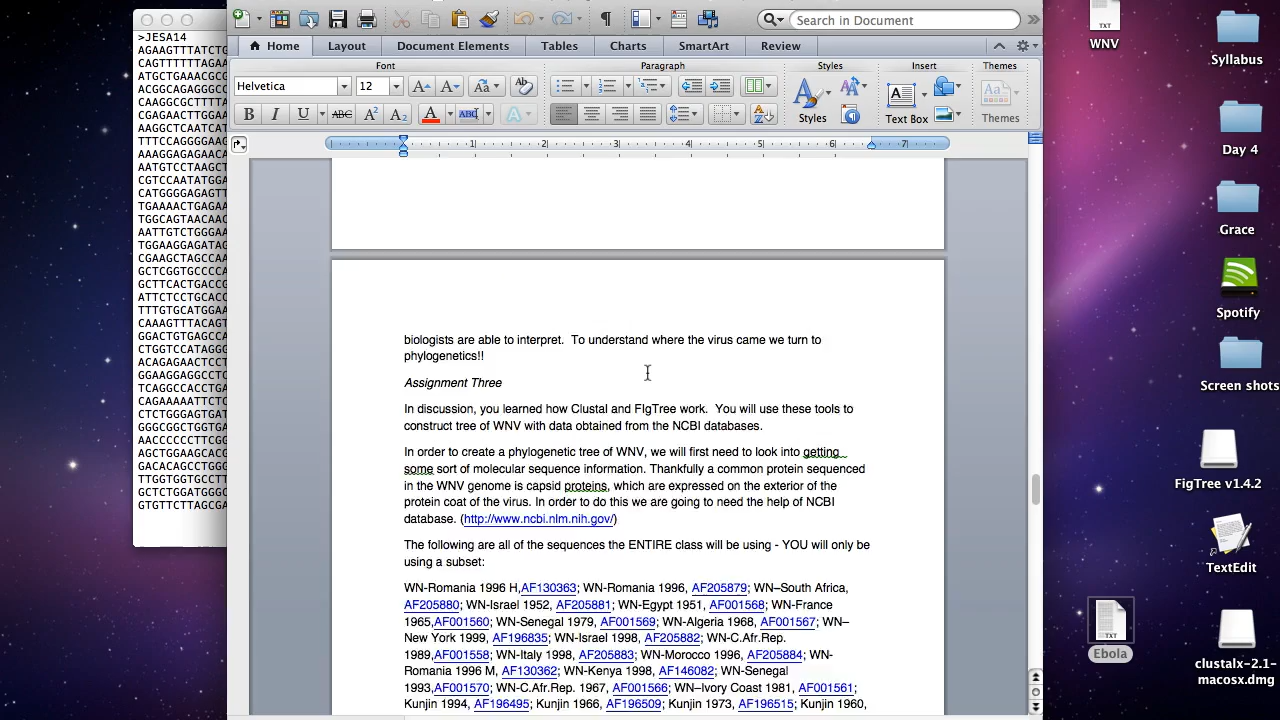 WNV
Search in Document
Home
Layout
Document Elements
Tables
Charts
SmartArt
Review
Font
Paragraph
Styles
Insert
Themes
Helvetica
12
Styles
Text Box
Themes
>JESA14
AGAAGTTTATCTG
CAGTTTTTTAGAA
ATGCTGAAACGCG
ACGGCAGAGGGCC
CAAGGCGCTTTTA
CGAGAACTTGGAG
AAGGCTCAATCAT
TTTCCAGGGGAAG
AAAGGAGAGAACA
AATGTCCTAAGCT
CGTCCAATATGGA
CATGGGGAGAGTT
TGAAAACTGAGAA
TGGCAGTAACAAG
AATTGTCTGGGAA
TGGAAGGAGATAG
CGAAGCTAGCCAA
GCTCGGTGCCCCA
GCTTCACTGACCG
ATTCTCCTGCACC
TTTGTGCATGGAA
CAAAGTTTACAGT
GGACTGTGAGCCA
CTGGTCCATAGGG
ACAGAGAACTCCT
GGAAGGAGGCTTC
TCAGGCCACCTGA
CAGAAAAATTCTG
CTCTGGGAGTGAT
GGGCGGCTGGTGA
AACCCCCCTTCGG
AGCTGGAAGCACG
GACACAGCCTGGG
TTGGTGGTGCCTT
GCTCTGGATGGGC
GTGTTCTTAGCGA
biologists are able to interpret.  To understand where the virus came we turn to
phylogenetics!!
Assignment Three
In discussion, you learned how Clustal and FIgTree work.  You will use these tools to
construct tree of WNV with data obtained from the NCBI databases.
In order to create a phylogenetic tree of WNV, we will first need to look into getting
some sort of molecular sequence information. Thankfully a common protein sequenced
in the WNV genome is capsid proteins, which are expressed on the exterior of the
protein coat of the virus. In order to do this we are going to need the help of NCBI
database. (http://www.ncbi.nlm.nih.gov/)
The following are all of the sequences the ENTIRE class will be using - YOU will only be
using a subset:
WN-Romania 1996 H,AF130363; WN-Romania 1996, AF205879; WN–South Africa,
AF205880; WN-Israel 1952, AF205881; WN-Egypt 1951, AF001568; WN-France
1965,AF001560; WN-Senegal 1979, AF001569; WN-Algeria 1968, AF001567; WN–
New York 1999, AF196835; WN-Israel 1998, AF205882; WN-C.Afr.Rep.
AF001558; WN-Italy 1998, AF205883; WN-Morocco 1996, AF205884; WN-
Romania 1996 M, AF130362; WN-Kenya 1998, AF146082; WN-Senegal
AF001570; WN-C.Afr.Rep. 1967, AF001566; WN–Ivory Coast 1981, AF001561;
Kunjin 1994, AF196495; Kunjin 1966, AF196509; Kunjin 1973, AF196515; Kunjin 1960,
Syllabus
Day 4
Grace
Spotify
Screen shots
FigTree v1.4.2
TextEdit
Ebola
clustalx-2.1-
macosx.dmg